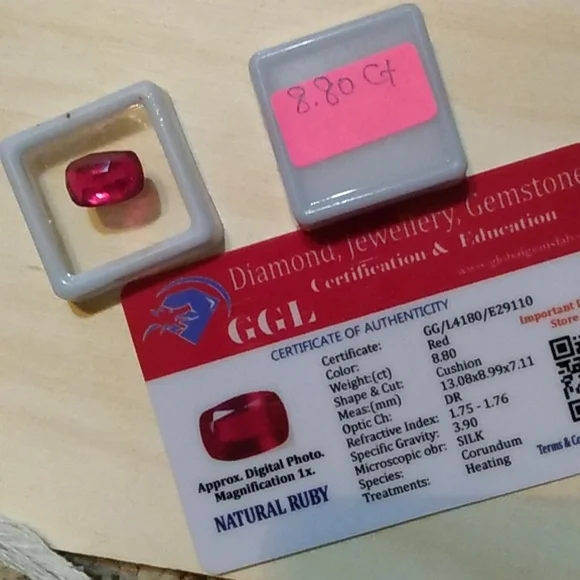 8.80 Ct
Diamond, Jewellery, Gemstone
Certification & Education
GGL
CERTIFICATE OF AUTHENTICITY
Certificate: GG/L4180/E29110
Color: Red
Weight:(ct) 8.80
Shape & Cut: Cushion
Meas:(mm) 13.08x8.99x7.11
Optic Ch: DR
Refractive Index: 1.75 - 1.76
Specific Gravity: 3.90
Microscopic obr: SILK
Species: Corundum
Treatments: Heating
Important
Store
Terms & Co
Approx. Digital Photo.
Magnification 1x.
NATURAL RUBY